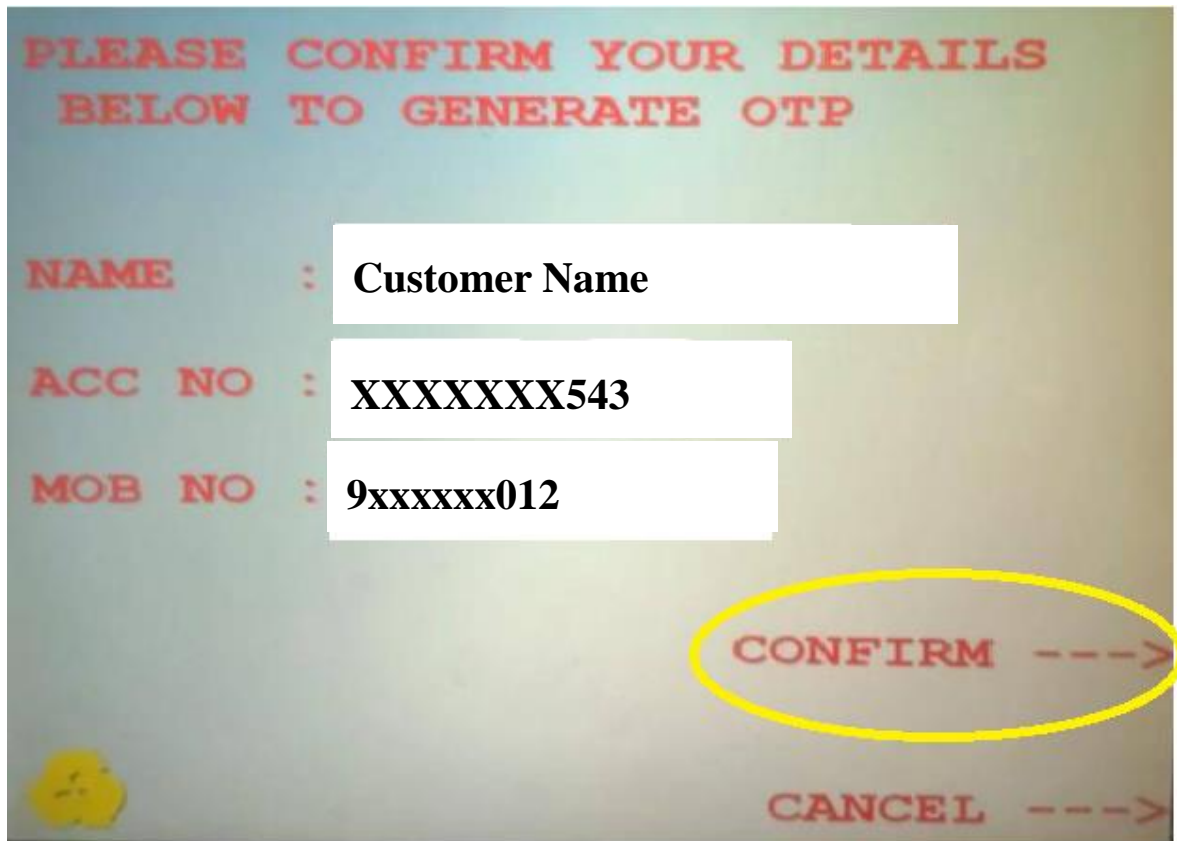 PLEASE CONFIRM YOUR DETAILS
BELOW TO GENERATE OTP
NAME : Customer Name
ACC NO : XXXXXXX543
MOB NO : 9xxxxxx012
CONFIRM --->
CANCEL --->